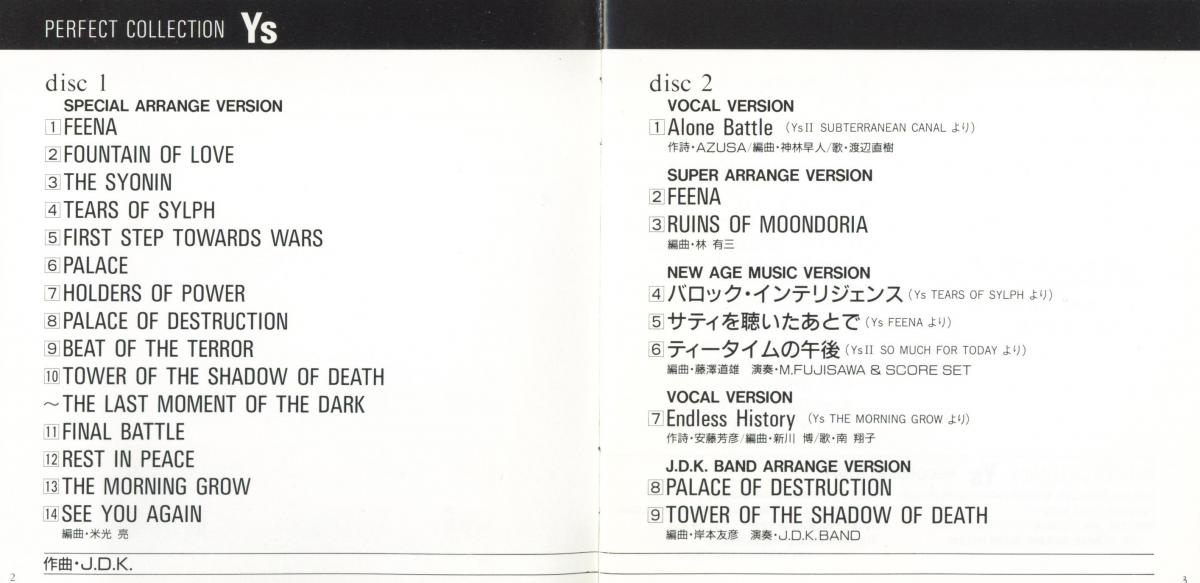 PERFECT COLLECTION Ys
disc 1
SPECIAL ARRANGE VERSION
1 FEENA
2 FOUNTAIN OF LOVE
3 THE SYONIN
4 TEARS OF SYLPH
5 FIRST STEP TOWARDS WARS
6 PALACE
7 HOLDERS OF POWER
8 PALACE OF DESTRUCTION
9 BEAT OF THE TERROR
10 TOWER OF THE SHADOW OF DEATH
～THE LAST MOMENT OF THE DARK
11 FINAL BATTLE
12 REST IN PEACE
13 THE MORNING GROW
14 SEE YOU AGAIN
編曲・米光 亮
作曲・J.D.K.
2
disc 2
VOCAL VERSION
1 Alone Battle (YsII SUBTERRANEAN CANAL より)
作詩・AZUSA/編曲・神林早人/歌・渡辺直樹
SUPER ARRANGE VERSION
2 FEENA
3 RUINS OF MOONDORIA
編曲・林 有三
NEW AGE MUSIC VERSION
4 バロック・インテリジェンス (Ys TEARS OF SYLPH より)
5 サティを聴いたあとで (Ys FEENA より)
6 ティータイムの午後 (YsII SO MUCH FOR TODAY より)
編曲・藤澤道雄 演奏・M.FUJISAWA & SCORE SET
VOCAL VERSION
7 Endless History (Ys THE MORNING GROW より)
作詩・安藤芳彦/編曲・新川 博/歌・南 翔子
J.D.K. BAND ARRANGE VERSION
8 PALACE OF DESTRUCTION
9 TOWER OF THE SHADOW OF DEATH
編曲・岸本友彦 演奏・J.D.K.BAND